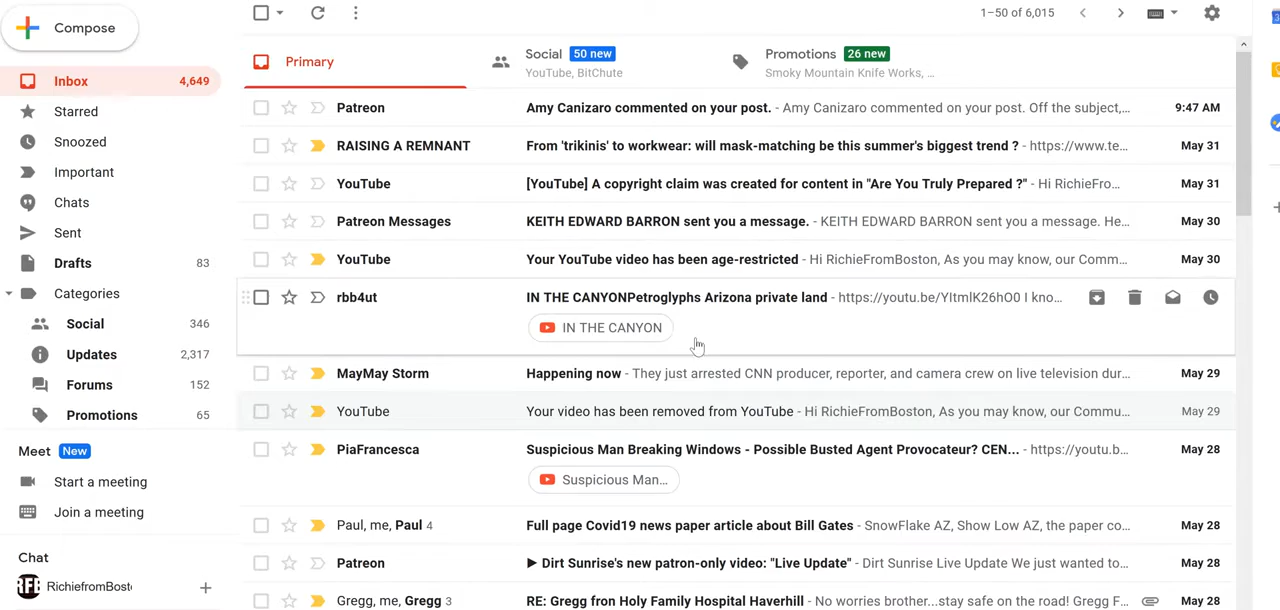 Compose
1–50 of 6,015
Inbox 4,649
Starred
Snoozed
Important
Chats
Sent
Drafts 83
Categories
Social 346
Updates 2,317
Forums 152
Promotions 65
Meet New
Start a meeting
Join a meeting
Chat
RichiefromBost
Primary
Social 50 new
YouTube, BitChute
Promotions 26 new
Smoky Mountain Knife Works, ...
Patreon Amy Canizaro commented on your post. - Amy Canizaro commented on your post. Off the subject,... 9:47 AM
RAISING A REMNANT From 'trikinis' to workwear: will mask-matching be this summer's biggest trend ? - https://www.te... May 31
YouTube [YouTube] A copyright claim was created for content in "Are You Truly Prepared ?" - Hi RichieFro... May 31
Patreon Messages KEITH EDWARD BARRON sent you a message. - KEITH EDWARD BARRON sent you a message. He... May 30
YouTube Your YouTube video has been age-restricted - Hi RichieFromBoston, As you may know, our Comm... May 30
rbb4ut IN THE CANYONPetroglyphs Arizona private land - https://youtu.be/YItmlK26hO0 I kno...
IN THE CANYON
MayMay Storm Happening now - They just arrested CNN producer, reporter, and camera crew on live television dur... May 29
YouTube Your video has been removed from YouTube - Hi RichieFromBoston, As you may know, our Commu... May 29
PiaFrancesca Suspicious Man Breaking Windows - Possible Busted Agent Provocateur? CEN... - https://youtu.b... May 28
Suspicious Man...
Paul, me, Paul 4 Full page Covid19 news paper article about Bill Gates - SnowFlake AZ, Show Low AZ, the paper co... May 28
Patreon ▶ Dirt Sunrise's new patron-only video: "Live Update" - Dirt Sunrise Live Update We just wanted to... May 28
Gregg, me, Gregg 3 RE: Gregg fron Holy Family Hospital Haverhill - No worries brother...stay safe on the road! Gregg F... May 28